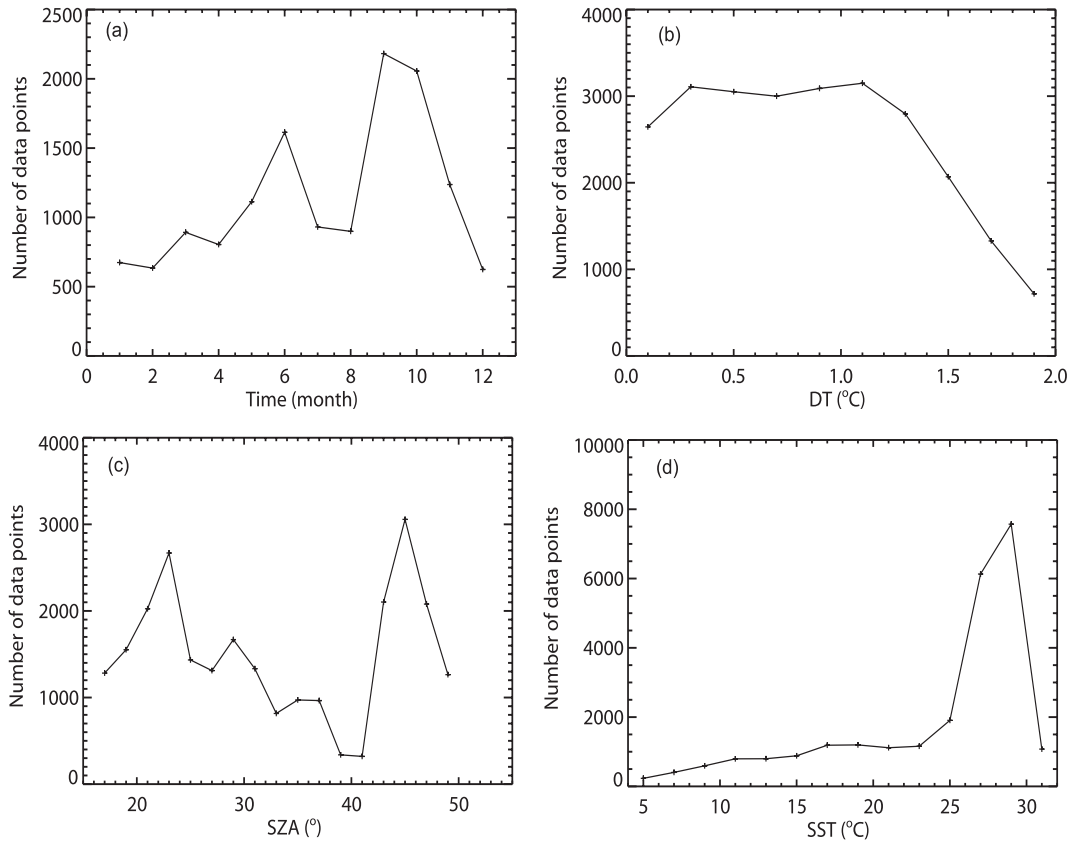 (a)
Number of data points
2500
2000
1500
1000
500
0
0 2 4 6 8 10 12
Time (month)
(b)
Number of data points
4000
3000
2000
1000
0
0.0 0.5 1.0 1.5 2.0
DT (°C)
(c)
Number of data points
4000
3000
2000
1000
0
20 30 40 50
SZA (°)
(d)
Number of data points
10000
8000
6000
4000
2000
0
5 10 15 20 25 30
SST (°C)